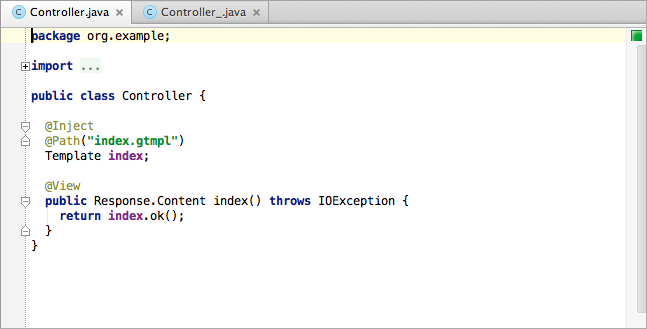 Controller.java
Controller_.java
package org.example;
import ...
public class Controller {
@Inject
@Path("index.gtmpl")
Template index;
@View
public Response.Content index() throws IOException {
return index.ok();
}
}